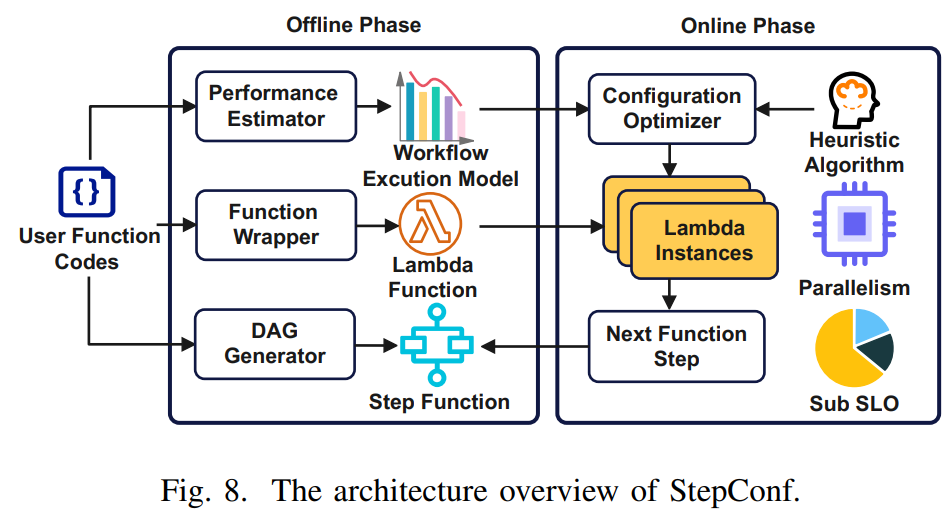 Offline Phase
Online Phase
Performance
Estimator
Workflow
Excution Model
Configuration
Optimizer
Heuristic
Algorithm
{ }
User Function
Codes
Function
Wrapper
Lambda
Function
Lambda
Instances
Parallelism
DAG
Generator
Step Function
Next Function
Step
Sub SLO
Fig. 8. The architecture overview of StepConf.